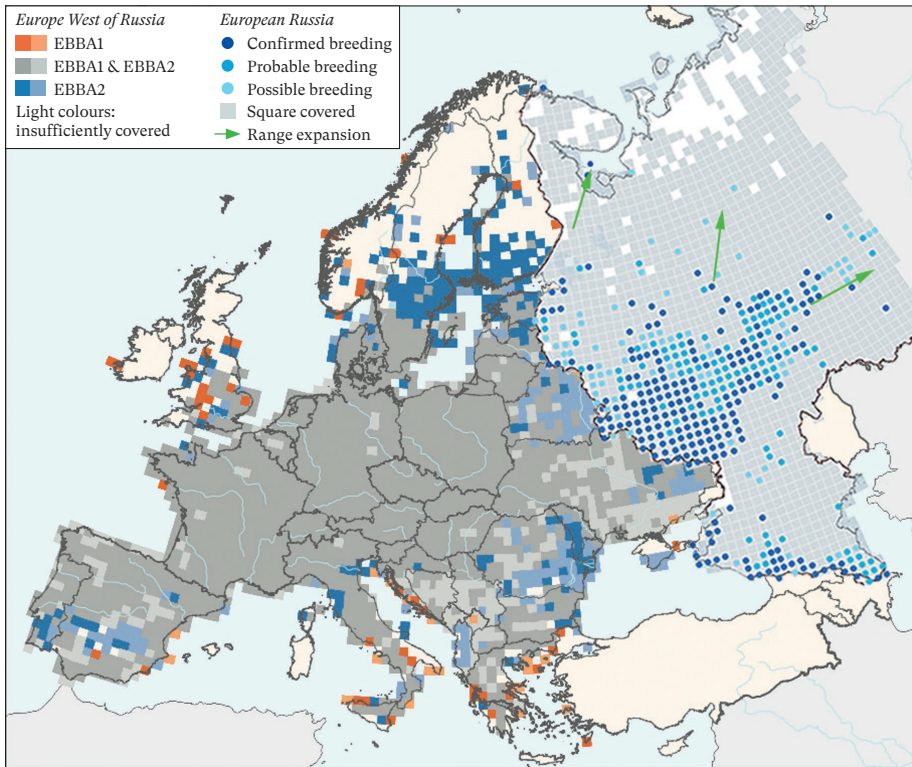 Europe West of Russia
EBBA1
EBBA1 & EBBA2
EBBA2
Light colours:
insufficiently covered
European Russia
Confirmed breeding
Probable breeding
Possible breeding
Square covered
Range expansion